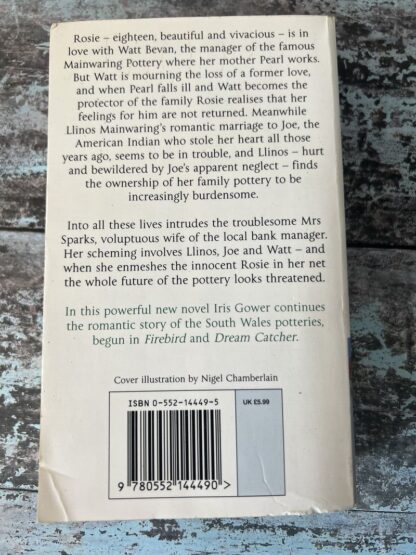 Rosie – eighteen, beautiful and vivacious – is in
love with Watt Bevan, the manager of the famous
Mainwaring Pottery where her mother Pearl works.
But Watt is mourning the loss of a former love,
and when Pearl falls ill and Watt becomes the
protector of the family Rosie realises that her
feelings for him are not returned. Meanwhile
Llinos Mainwaring's romantic marriage to Joe, the
American Indian who stole her heart all those
years ago, seems to be in trouble, and Llinos – hurt
and bewildered by Joe's apparent neglect – finds
the ownership of her family pottery to be
increasingly burdensome.
Into all these lives intrudes the troublesome Mrs
Sparks, voluptuous wife of the local bank manager.
Her scheming involves Llinos, Joe and Watt – and
when she enmeshes the innocent Rosie in her net
the whole future of the pottery looks threatened.
In this powerful new novel Iris Gower continues
the romantic story of the South Wales potteries,
begun in Firebird and Dream Catcher.
Cover illustration by Nigel Chamberlain
ISBN 0-552-14449-5
UK £5.99
9 780552 144490 >